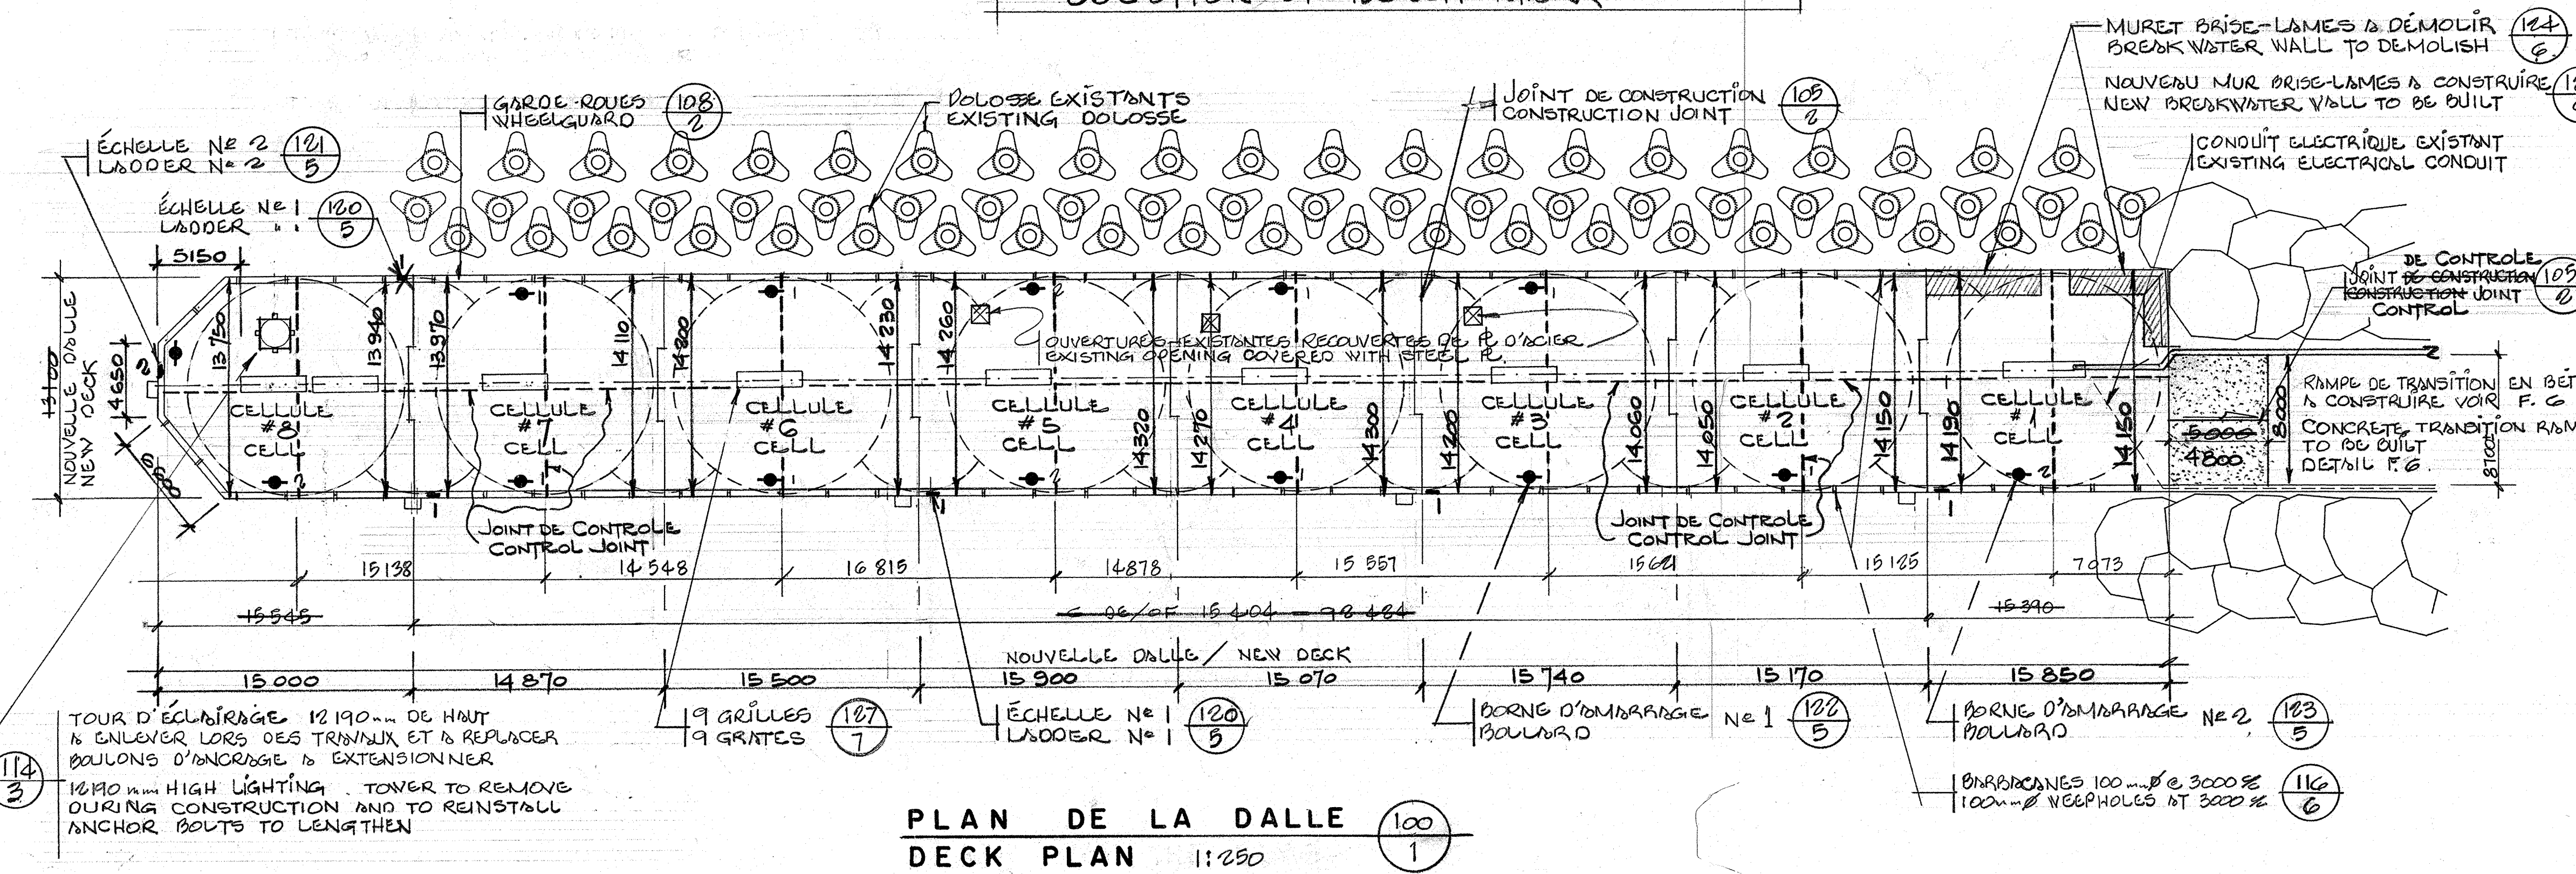 MURET BRISE-LAMES A DÉMOLIR
BREAKWATER WALL TO DEMOLISH
124
6
NOUVEAU MUR BRISE-LAMES A CONSTRUIRE
NEW BREAKWATER WALL TO BE BUILT
GARDE-ROUES
WHEELGUARD
108
2
DOLOSSE EXISTANTS
EXISTING DOLOSSE
JOINT DE CONSTRUCTION
CONSTRUCTION JOINT
105
2
ÉCHELLE No 2
LADDER No 2
121
5
CONDUIT ELECTRIQUE EXISTANT
EXISTING ELECTRICAL CONDUIT
ÉCHELLE No 1
LADDER " 1
120
5
5150
DE CONTROLE
JOINT DE CONSTRUCTION
CONSTRUCTION JOINT
CONTROL
105
2
13100
NOUVELLE DALLE
NEW DECK
4650
2
13750
13940
13970
14110
14200
14230
14260
14320
14270
14300
14200
14060
14050
14150
14190
14150
OUVERTURES EXISTANTES RECOUVERTES DE PL D'ACIER
EXISTING OPENING COVERED WITH STEEL PL.
CELLULE
#8
CELL
CELLULE
#7
CELL
CELLULE
#6
CELL
CELLULE
#5
CELL
CELLULE
#4
CELL
CELLULE
#3
CELL
CELLULE
#2
CELL
CELLULE
#1
CELL
5000
4800
8000
8700
RAMPE DE TRANSITION EN
A CONSTRUIRE VOIR F. 6
CONCRETE TRANSITION
TO BE BUILT
DETAIL F. 6.
JOINT DE CONTROLE
CONTROL JOINT
JOINT DE CONTROLE
CONTROL JOINT
15138
14548
16815
14878
15557
15621
15125
7073
15545
6 DE/OF 15404 = 92424
15390
NOUVELLE DALLE / NEW DECK
15000
14870
15500
15900
15070
15740
15170
15850
TOUR D'ÉCLAIRAGE 12190mm DE HAUT
A ENLEVER LORS DES TRAVAUX ET A REPLACER
BOULONS D'ANCRAGE A EXTENSIONNER
114
3
12190 mm HIGH LIGHTING . TOWER TO REMOVE
DURING CONSTRUCTION AND TO REINSTALL
ANCHOR BOLTS TO LENGTHEN
9 GRILLES
9 GRATES
127
7
ÉCHELLE No 1
LADDER No 1
120
5
BORNE D'AMARRAGE No 1
BOLLARD
122
5
BORNE D'AMARRAGE No 2
BOLLARD
123
5
BARBACANES 100 mmØ @ 3000 %
100mmØ WEEPHOLES AT 3000 %
116
6
PLAN DE LA DALLE
DECK PLAN 1:250
100
1